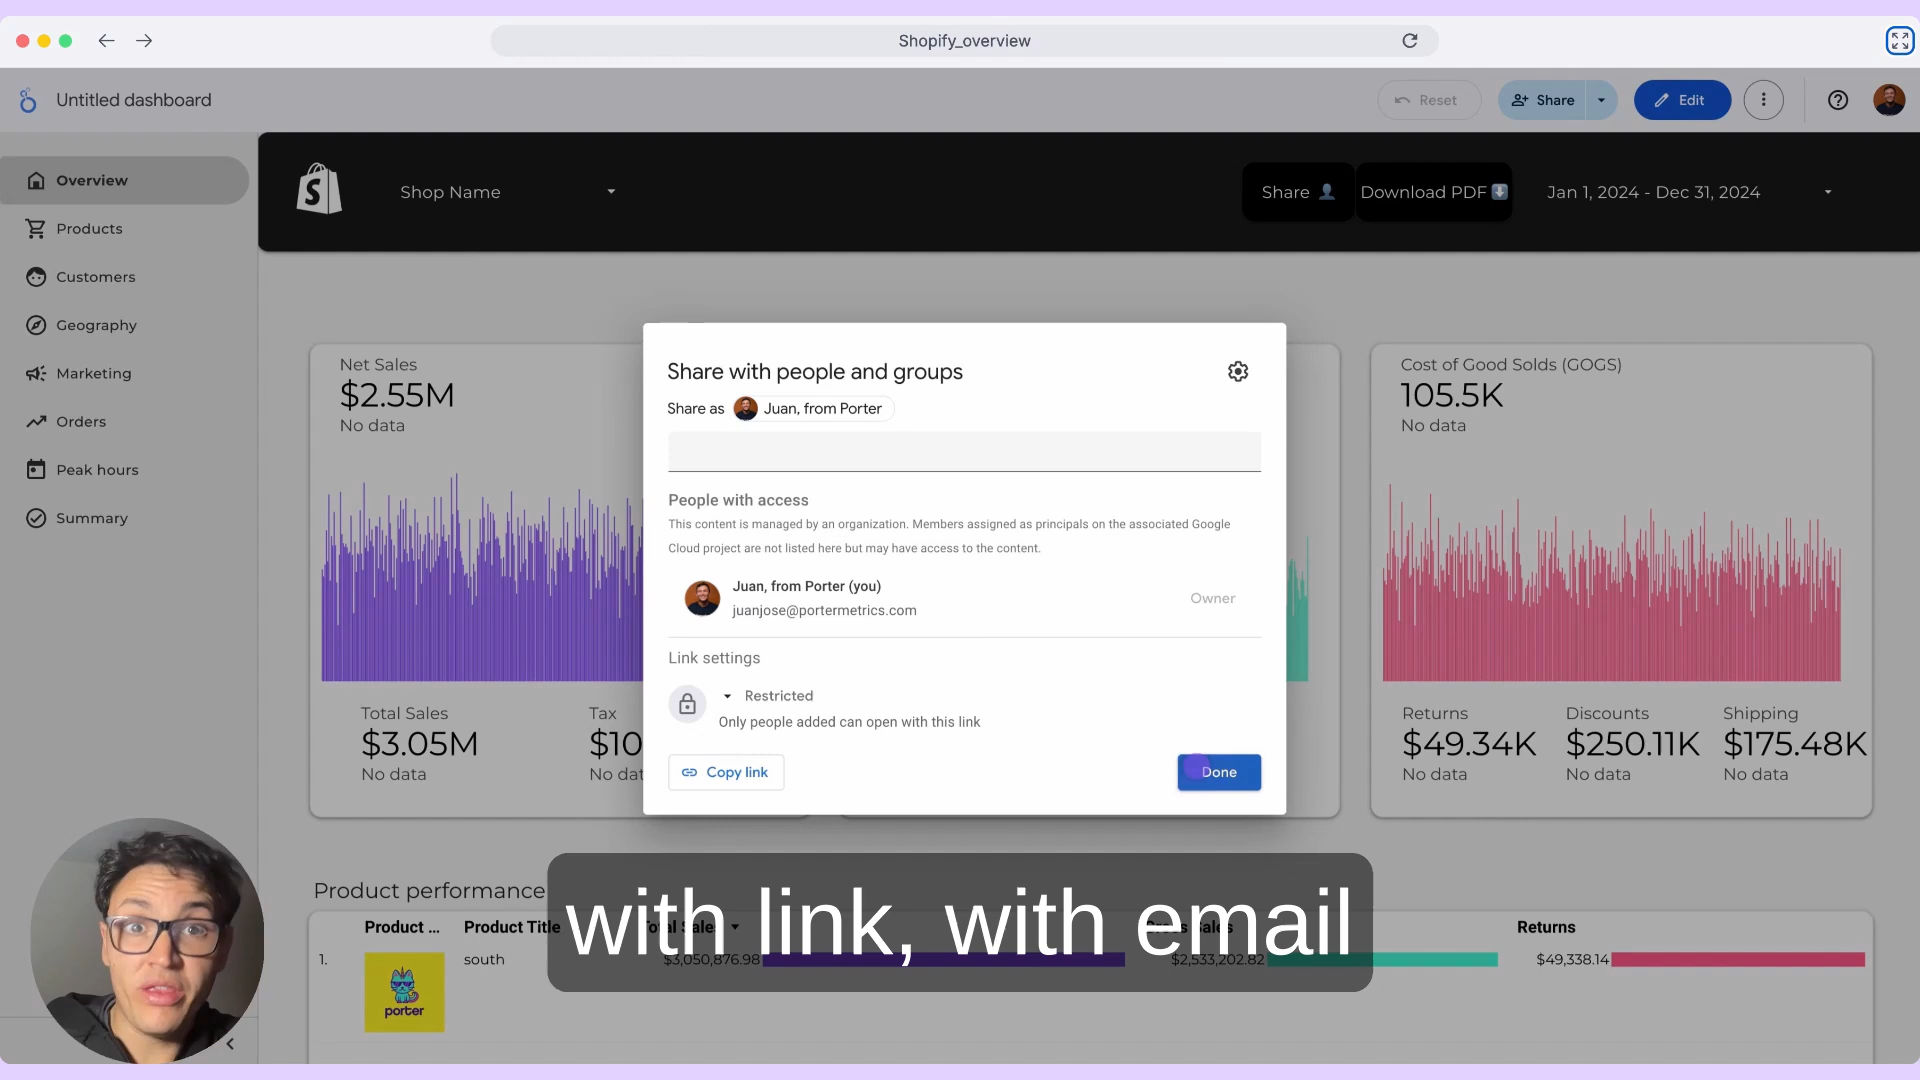 Shopify_overview
Untitled dashboard
Reset
Share
Edit
Overview
Products
Customers
Geography
Marketing
Orders
Peak hours
Summary
Shop Name
Share
Download PDF
Jan 1, 2024 - Dec 31, 2024
Net Sales
$2.55M
No data
Total Sales
$3.05M
No data
Tax
$10
No dat
Share with people and groups
Share as Juan, from Porter
People with access
This content is managed by an organization. Members assigned as principals on the associated Google
Cloud project are not listed here but may have access to the content.
Juan, from Porter (you)
juanjose@portermetrics.com
Owner
Link settings
Restricted
Only people added can open with this link
Copy link
Done
Cost of Good Solds (GOGS)
105.5K
No data
Returns
$49.34K
No data
Discounts
$250.11K
No data
Shipping
$175.48K
No data
Product performance
Product ... Product Title Total Sales Gross Sales Returns
1. south $3,050,876.98 $2,533,202.82 $49,338.14
porter
with link, with email